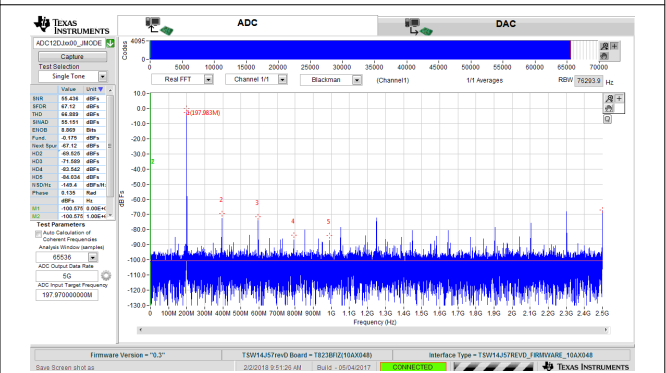 TEXAS INSTRUMENTS
ADC
DAC
ADC12DJxx00_JMODE
Capture
Test Selection
Single Tone
Value Unit
SNR 55.436 dBFs
SFDR 67.12 dBFs
THD 66.889 dBFs
SINAD 55.151 dBFs
ENOB 8.869 Bits
Fund. -0.175 dBFs
Next Spur -67.12 dBFs
HD2 -69.525 dBFs
HD3 -71.589 dBFs
HD4 -83.542 dBFs
HD5 -84.034 dBFs
NSD/Hz -149.4 dBFs/H
Phase 0.135 Rad
dBFs Hz
M1 -100.575 0.00E+
M2 -100.575 1.00E+
Test Parameters
Auto Calculation of Coherent Frequencies
Analysis Window (samples)
65536
ADC Output Data Rate
5G
ADC Input Target Frequency
197.970000000M
Codes
4095
0
0 5000 10000 15000 20000 25000 30000 35000 40000 45000 50000 55000 60000 65000 70000
Real FFT Channel 1/1 Blackman (Channel1) 1/1 Averages RBW 76293.9 Hz
10.0
0.0
-10.0
-20.0
-30.0
-40.0
-50.0
-60.0
-70.0
-80.0
-90.0
-100.0
-110.0
-120.0
-130.0
dBFs
1(197.983M)
2
2
3
4
5
0 100M 200M 300M 400M 500M 600M 700M 800M 900M 1G 1.1G 1.2G 1.3G 1.4G 1.5G 1.6G 1.7G 1.8G 1.9G 2G 2.1G 2.2G 2.3G 2.4G 2.5G
Frequency (Hz)
Firmware Version = "0.3" TSW14J57revD Board = T823BFIZ(10AX048) Interface Type = TSW14J57REVD_FIRMWARE_10AX048
Save Screen shot as 2/2/2018 9:51:26 AM Build - 05/04/2017 CONNECTED TEXAS INSTRUMENTS